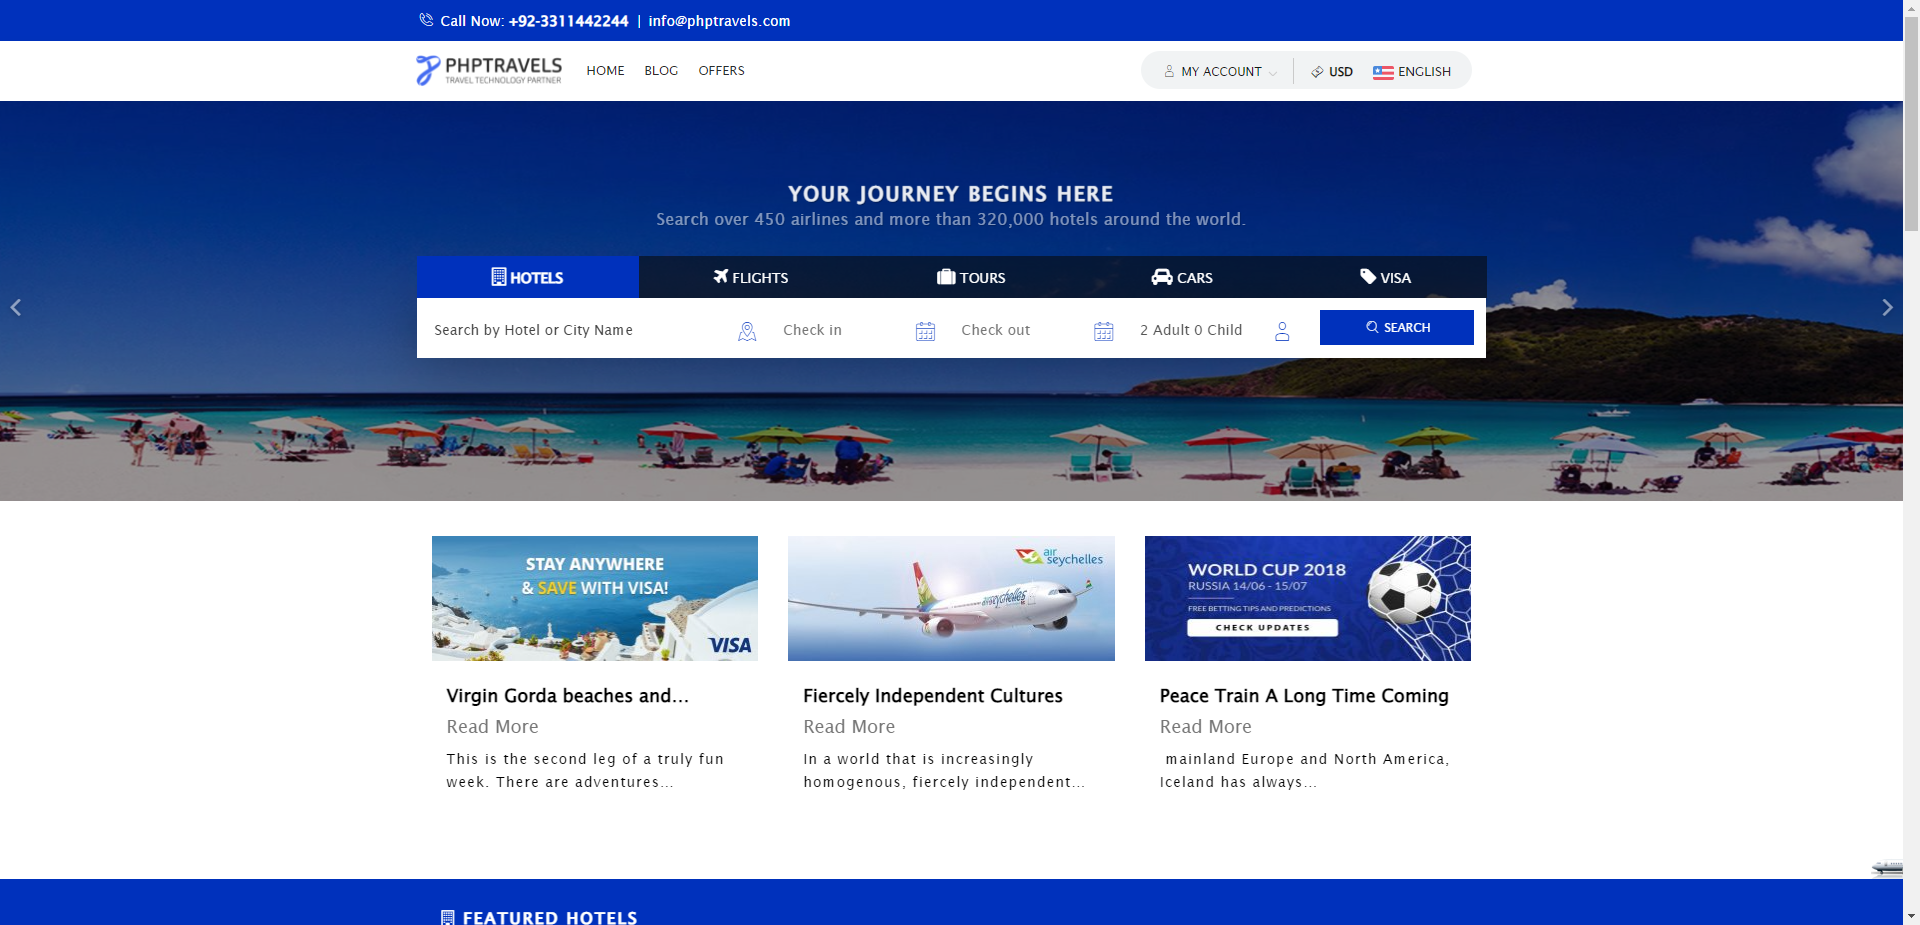 Call Now: +92-3311442244 | info@phptravels.com
PHPTRAVELS
TRAVEL TECHNOLOGY PARTNER
HOME BLOG OFFERS
MY ACCOUNT USD ENGLISH
YOUR JOURNEY BEGINS HERE
Search over 450 airlines and more than 320,000 hotels around the world.
HOTELS FLIGHTS TOURS CARS VISA
Search by Hotel or City Name Check in Check out 2 Adult 0 Child SEARCH
STAY ANYWHERE
& SAVE WITH VISA!
VISA
air
seychelles
airseychelles
WORLD CUP 2018
RUSSIA 14/06 - 15/07
FREE BETTING TIPS AND PREDICTIONS
CHECK UPDATES
Virgin Gorda beaches and...
Read More
This is the second leg of a truly fun
week. There are adventures...
Fiercely Independent Cultures
Read More
In a world that is increasingly
homogenous, fiercely independent...
Peace Train A Long Time Coming
Read More
mainland Europe and North America,
Iceland has always...
FEATURED HOTELS